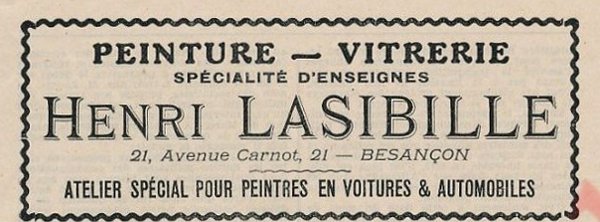 PEINTURE — VITRERIE
SPÉCIALITÉ D'ENSEIGNES
HENRI LASIBILLE
21, Avenue Carnot, 21 — BESANÇON
ATELIER SPÉCIAL POUR PEINTRES EN VOITURES & AUTOMOBILES